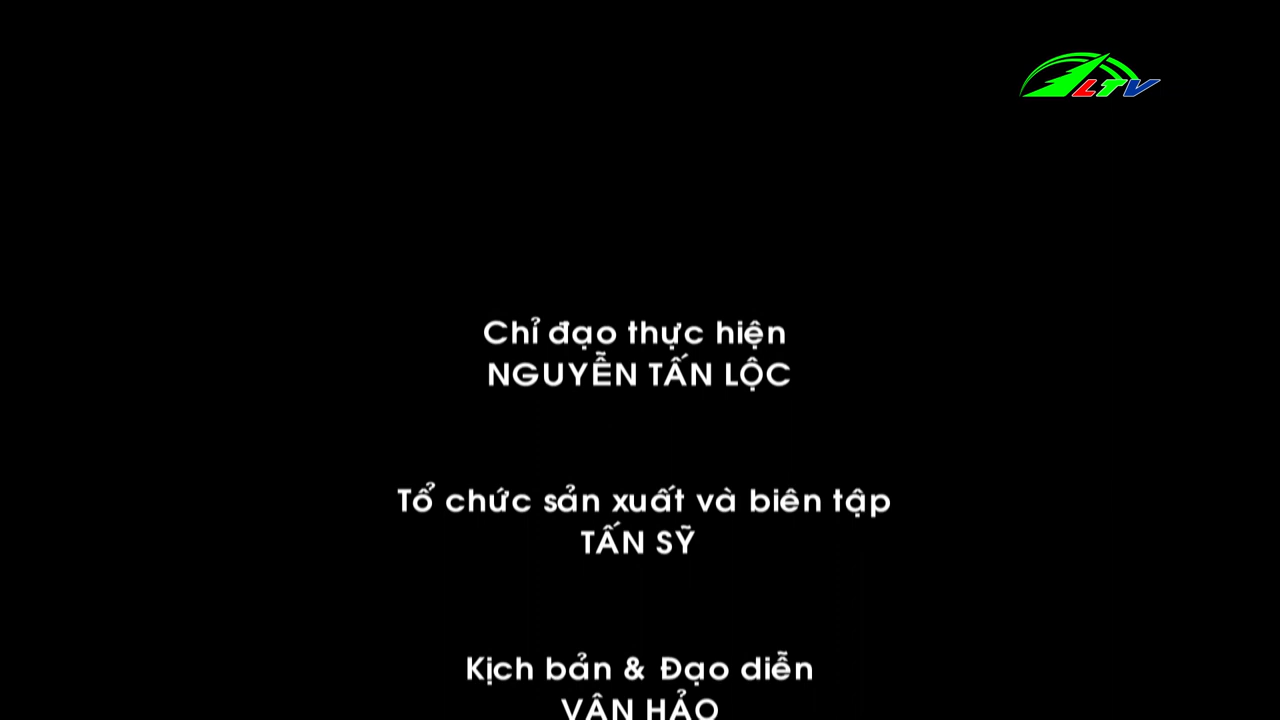 LTV
Chỉ đạo thực hiện
NGUYỄN TẤN LỘC
Tổ chức sản xuất và biên tập
TẤN SỸ
Kịch bản & Đạo diễn
VÂN HẢO